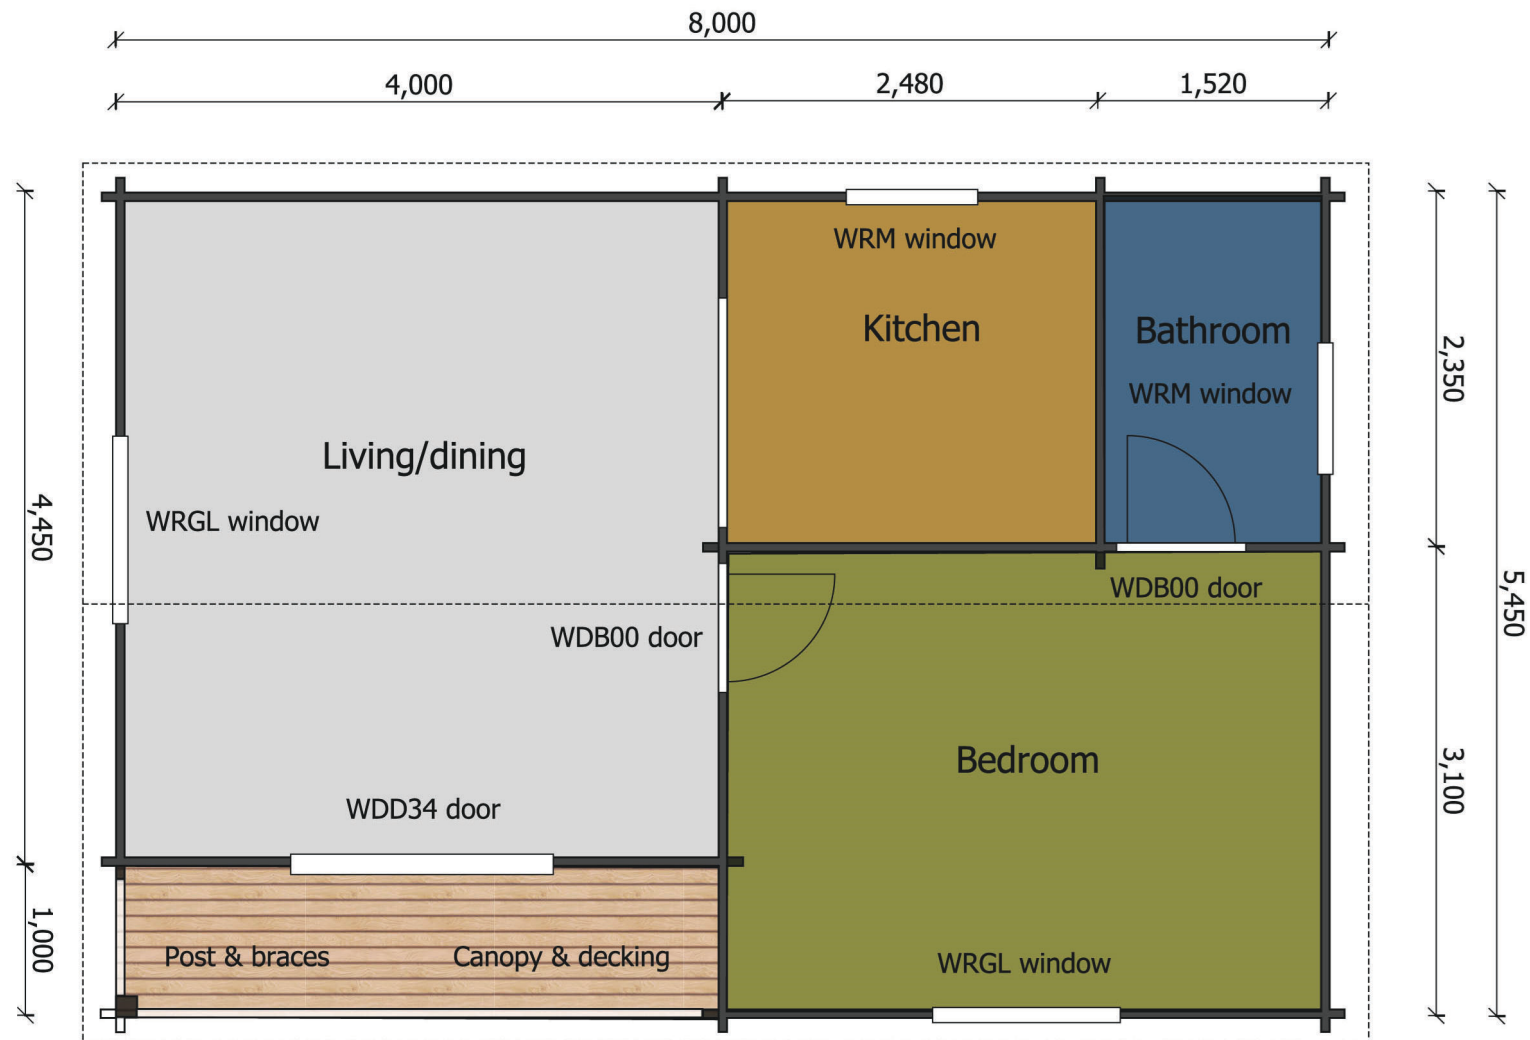 8,000
4,000
2,480
1,520
WRM window
Kitchen
Bathroom
WRM window
2,350
Living/dining
WRGL window
4,450
WDB00 door
5,450
WDB00 door
Bedroom
3,100
WDD34 door
1,000
Post & braces
Canopy & decking
WRGL window